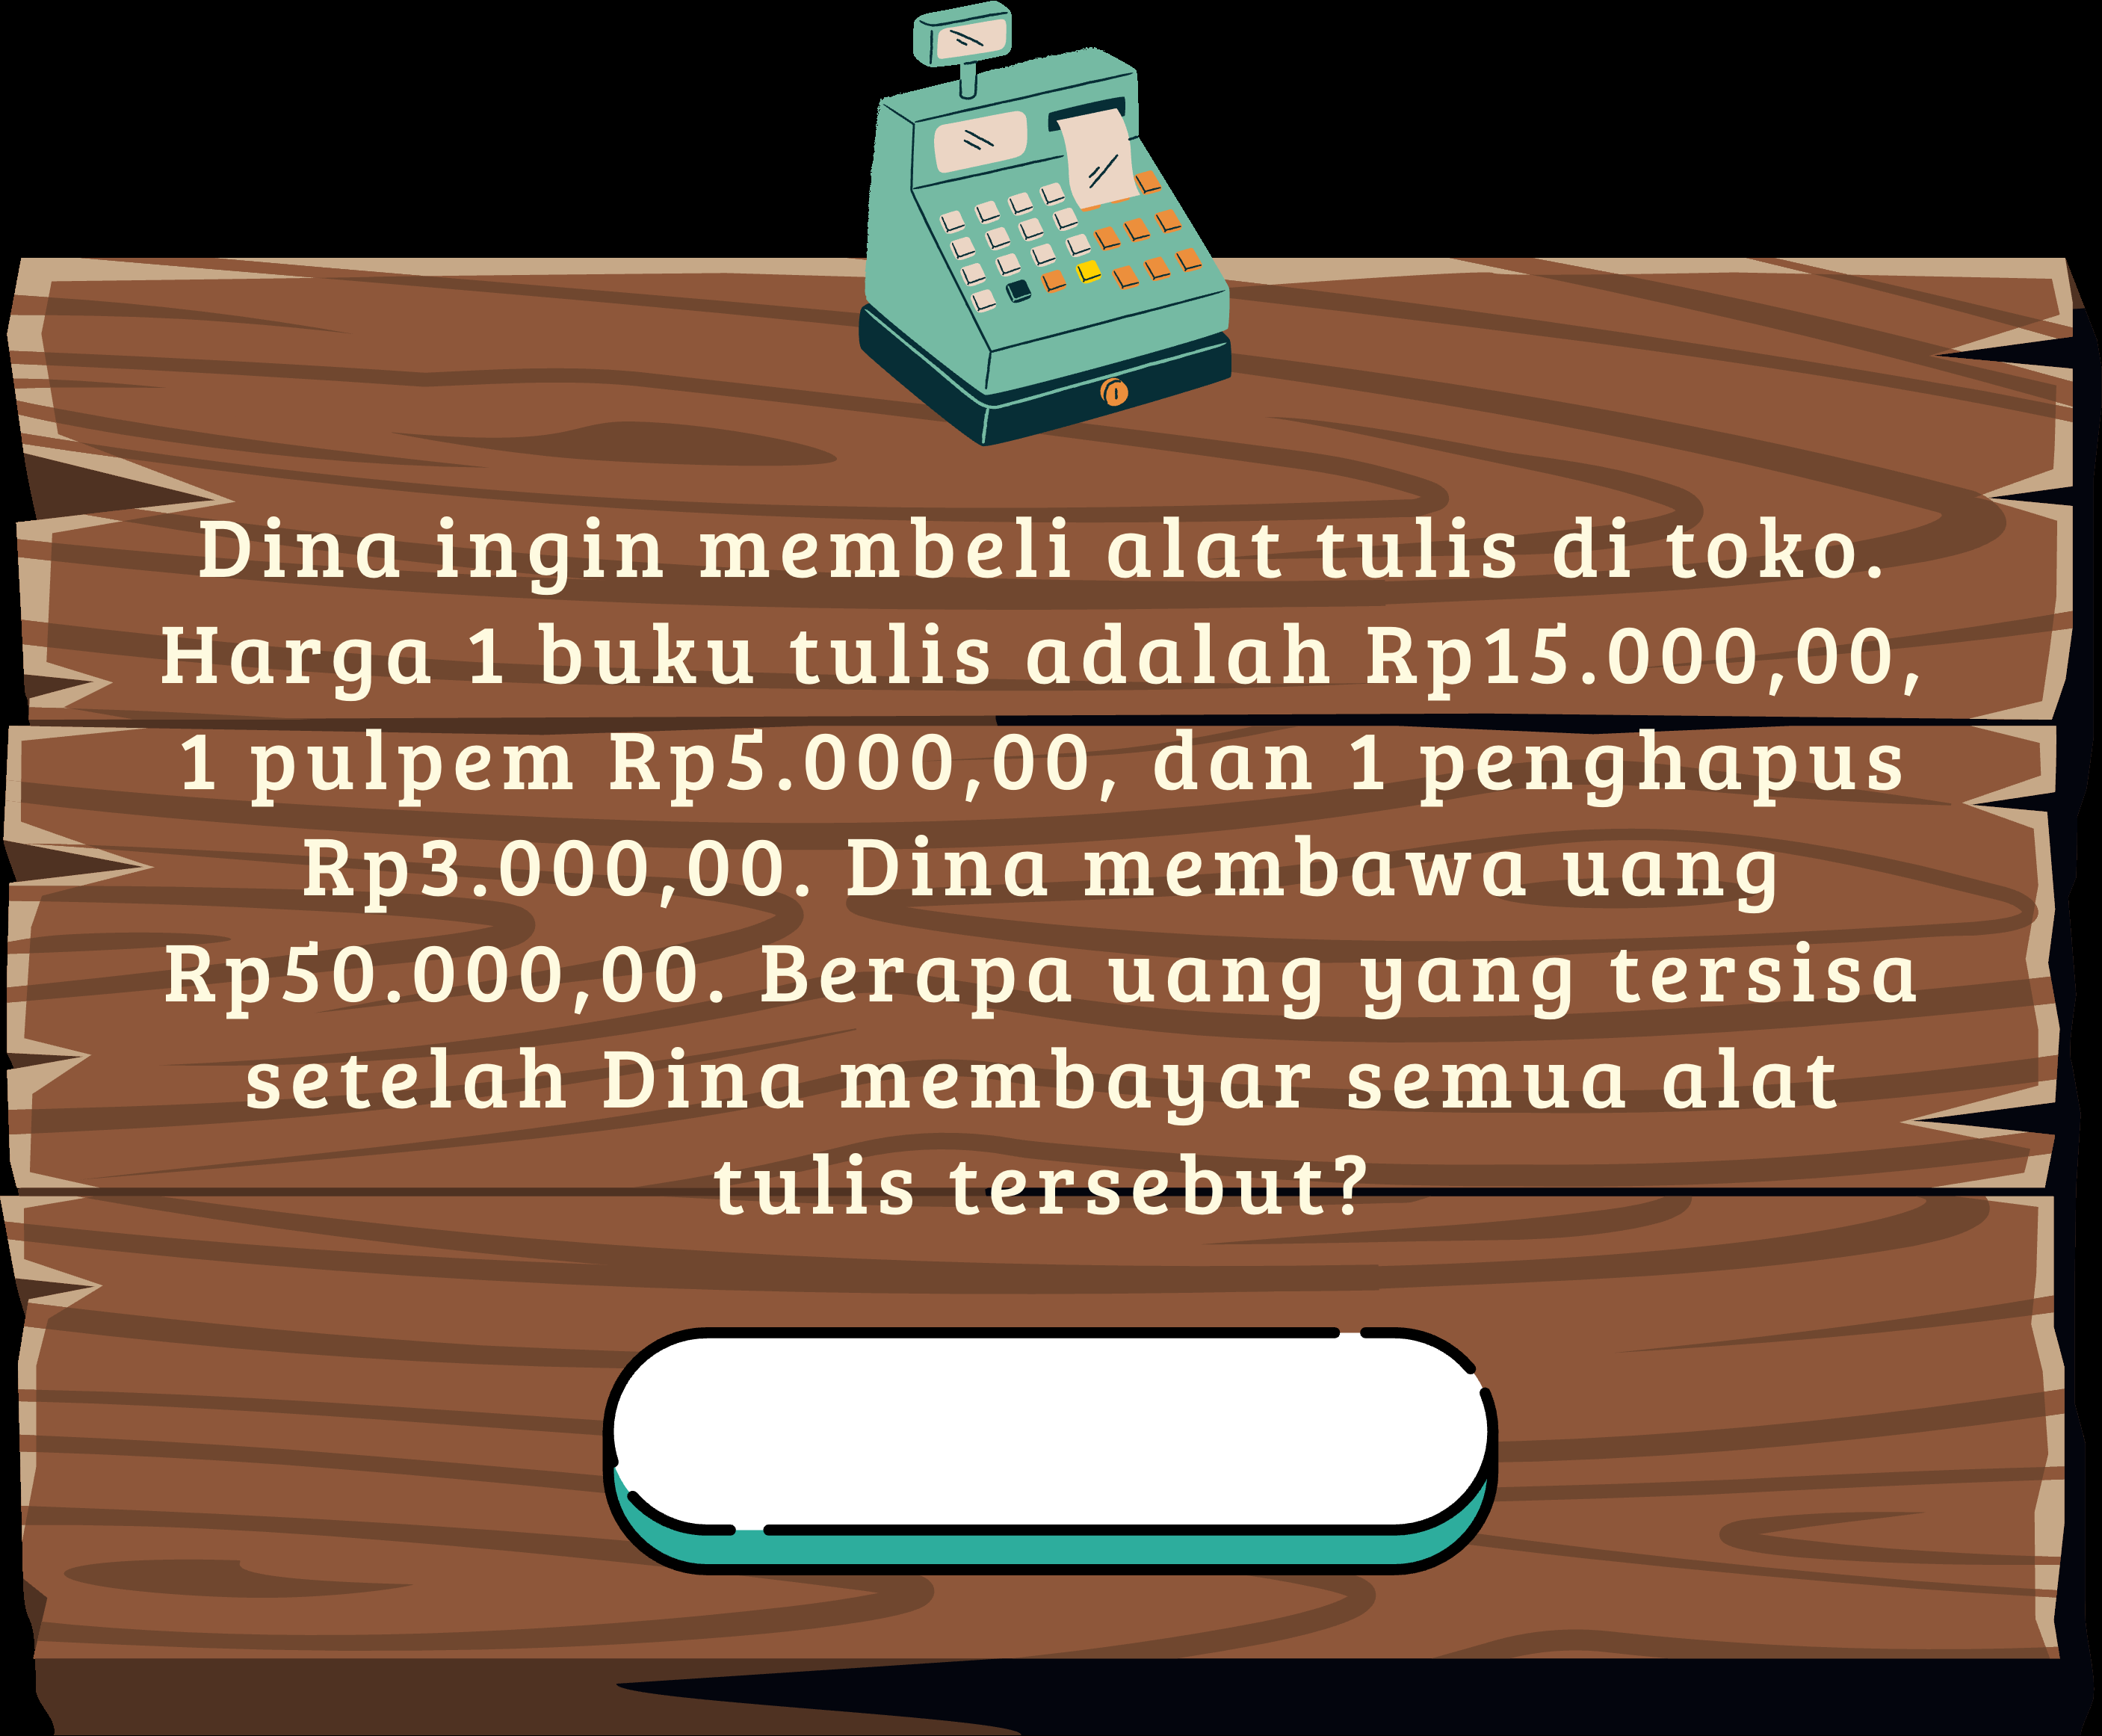 Dina ingin membeli alat tulis di toko.
Harga 1 buku tulis adalah Rp15.000,00,
1 pulpem Rp5.000,00, dan 1 penghapus
Rp3.000,00. Dina membawa uang
Rp50.000,00. Berapa uang yang tersisa
setelah Dina membayar semua alat
tulis tersebut?